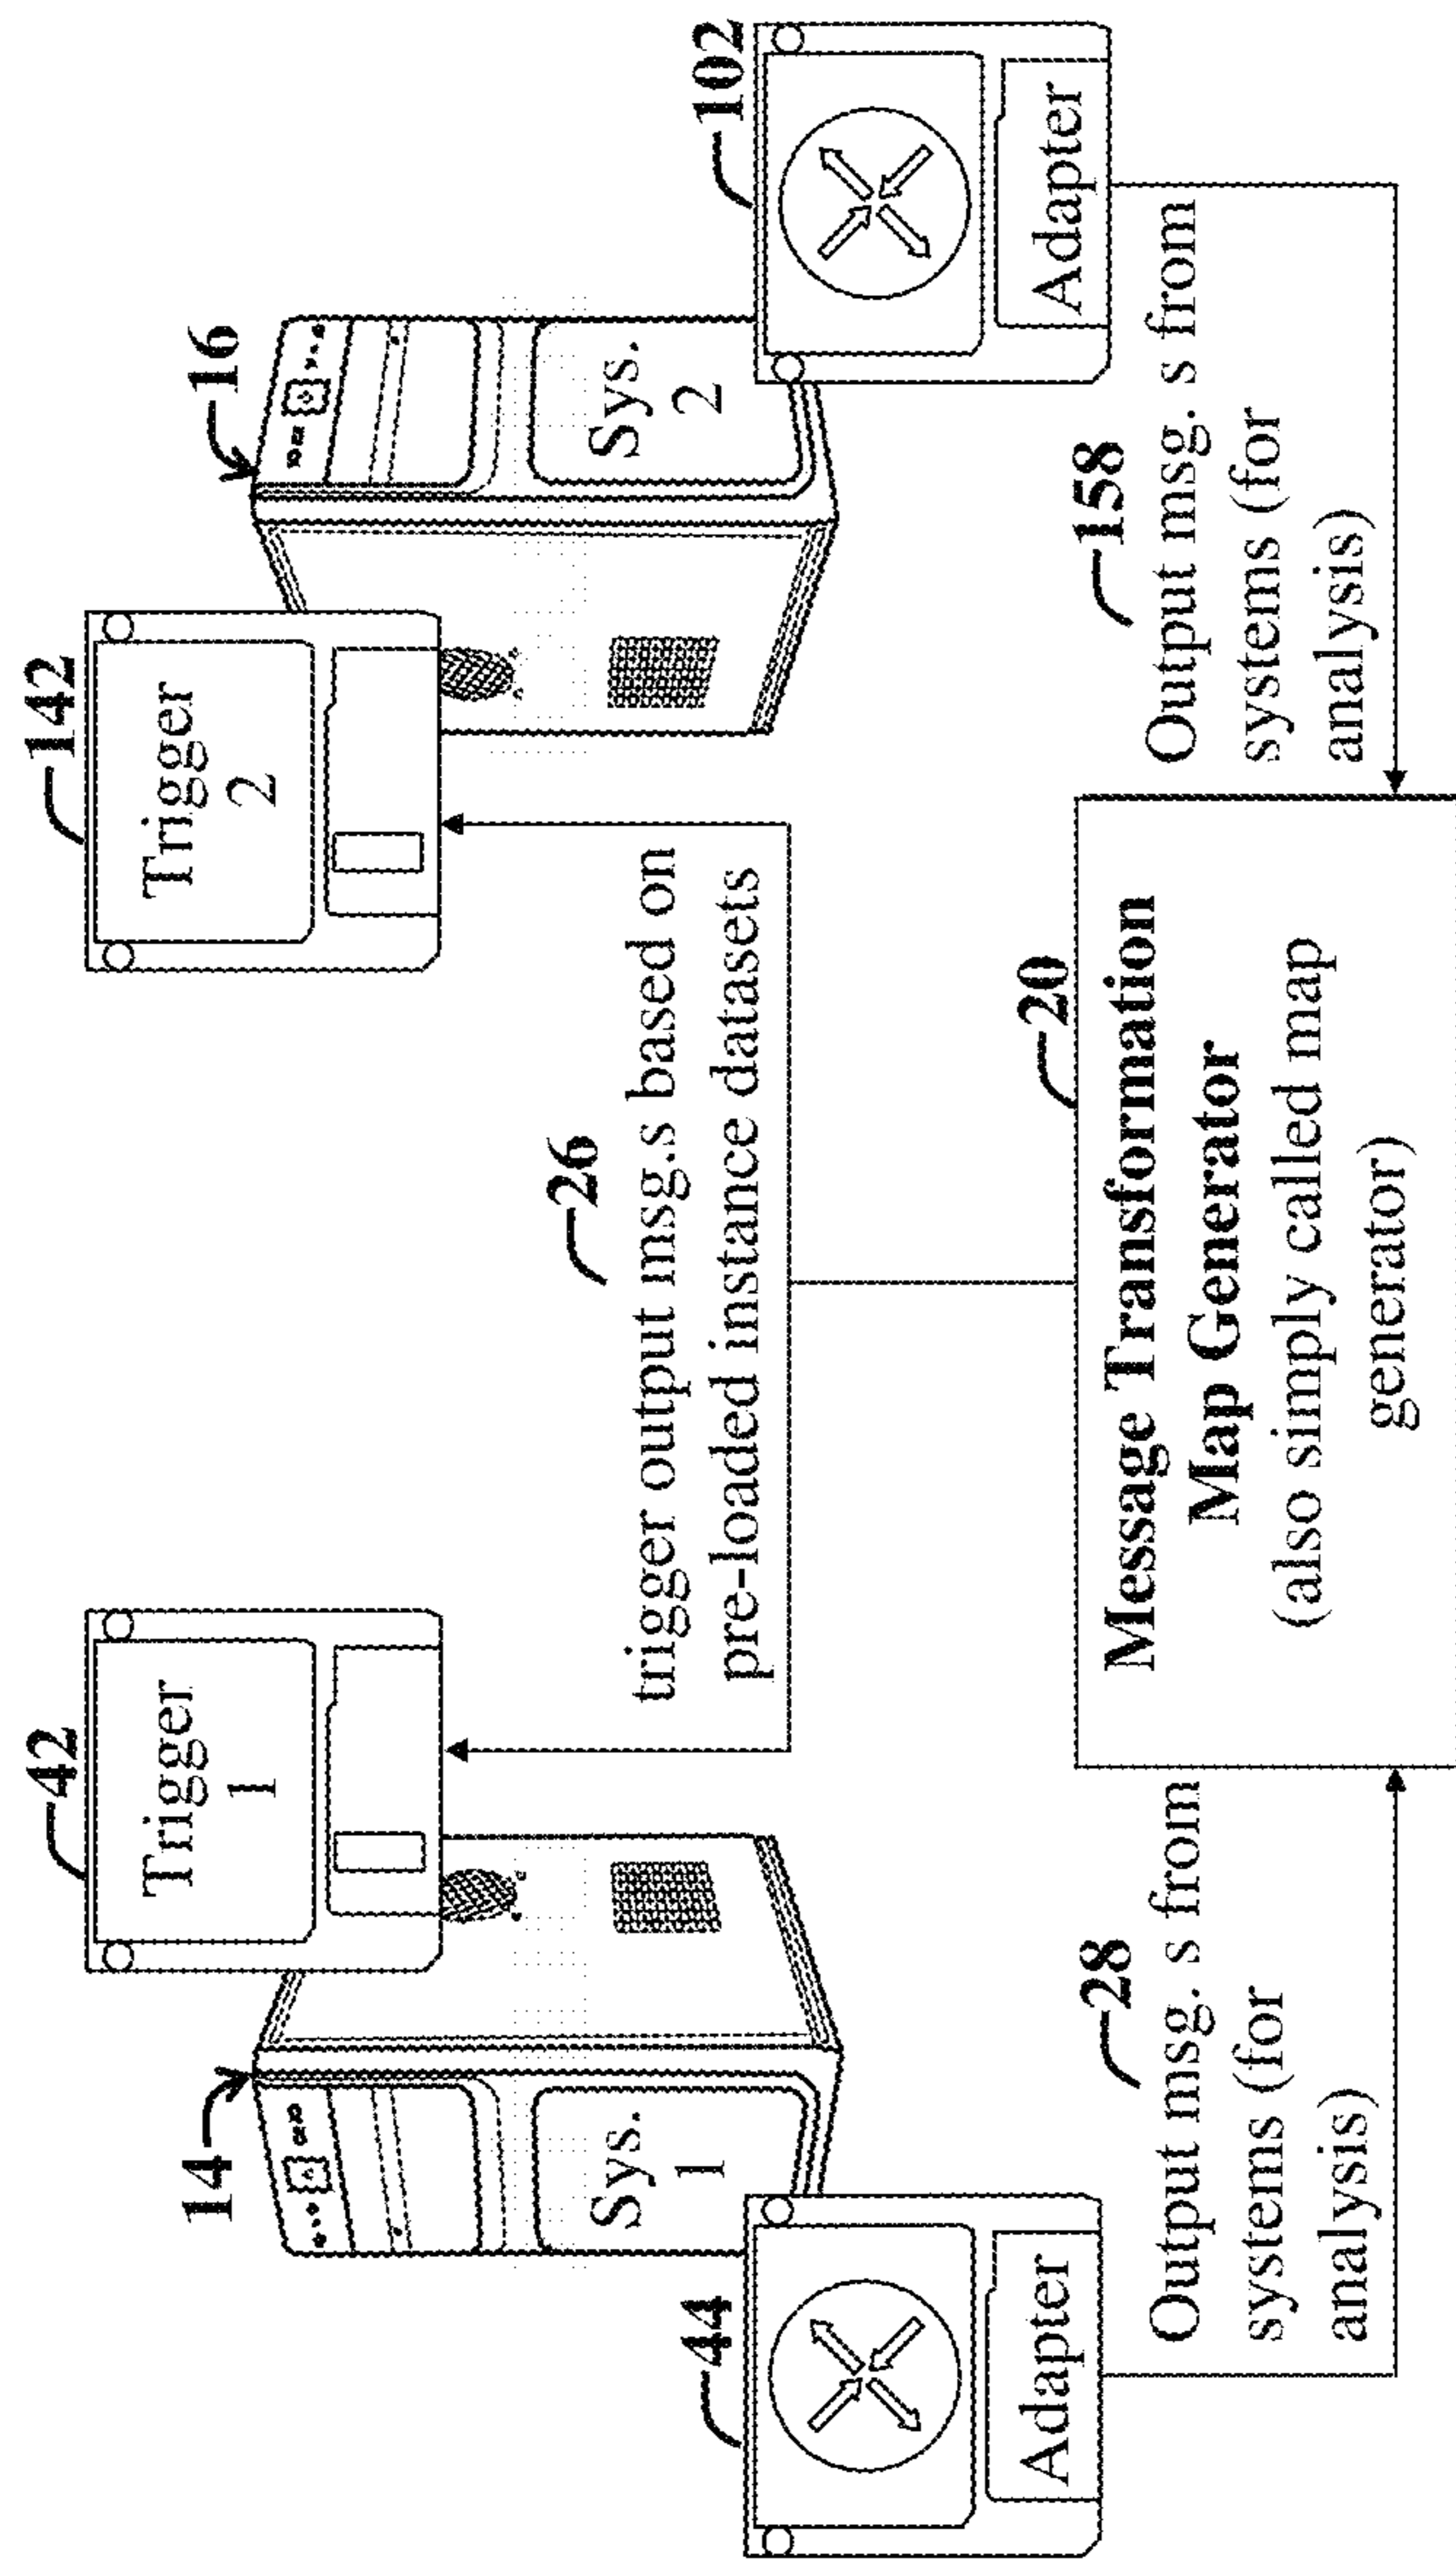 42
Trigger
1
142
Trigger
2
14
16
Sys.
1
Sys.
2
26
trigger output msg.s based on
pre-loaded instance datasets
44
Adapter
102
Adapter
28
Output msg. s from
systems (for
analysis)
20
Message Transformation
Map Generator
(also simply called map
generator)
158
Output msg. s from
systems (for
analysis)